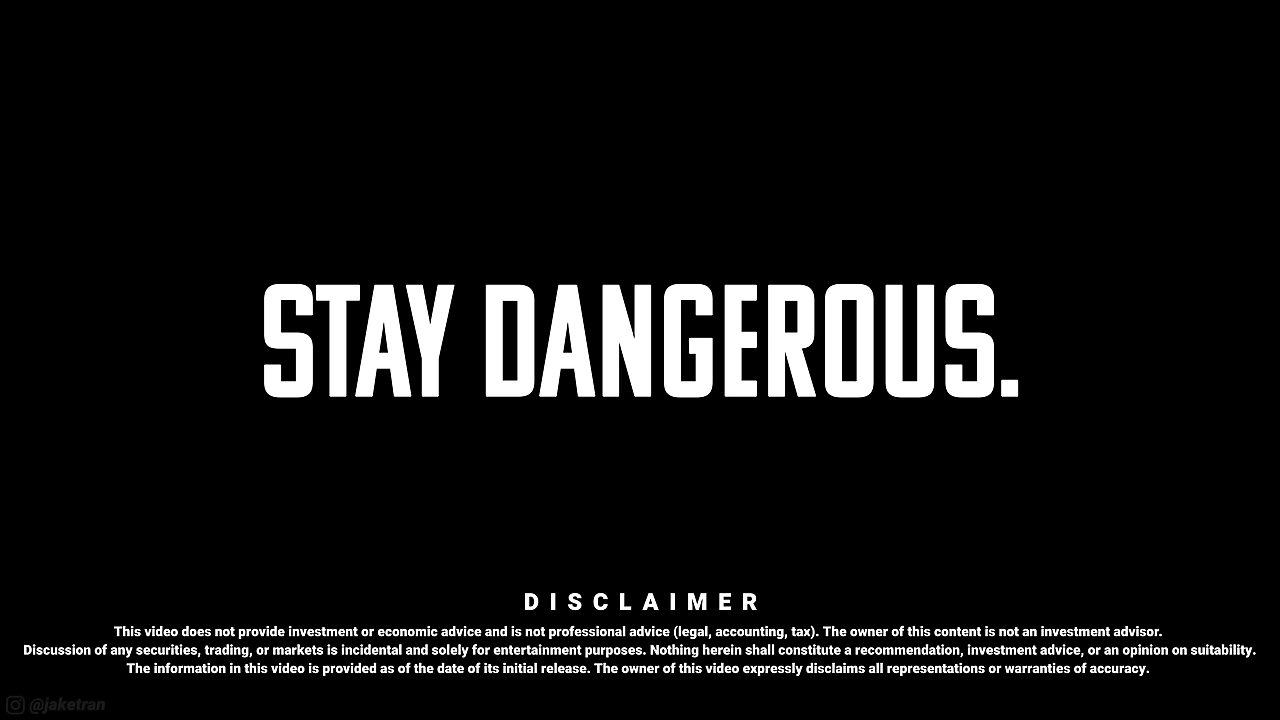 STAY DANGEROUS.
DISCLAIMER
This video does not provide investment or economic advice and is not professional advice (legal, accounting, tax). The owner of this content is not an investment advisor.
Discussion of any securities, trading, or markets is incidental and solely for entertainment purposes. Nothing herein shall constitute a recommendation, investment advice, or an opinion on suitability.
The information in this video is provided as of the date of its initial release. The owner of this video expressly disclaims all representations or warranties of accuracy.
@jaketran